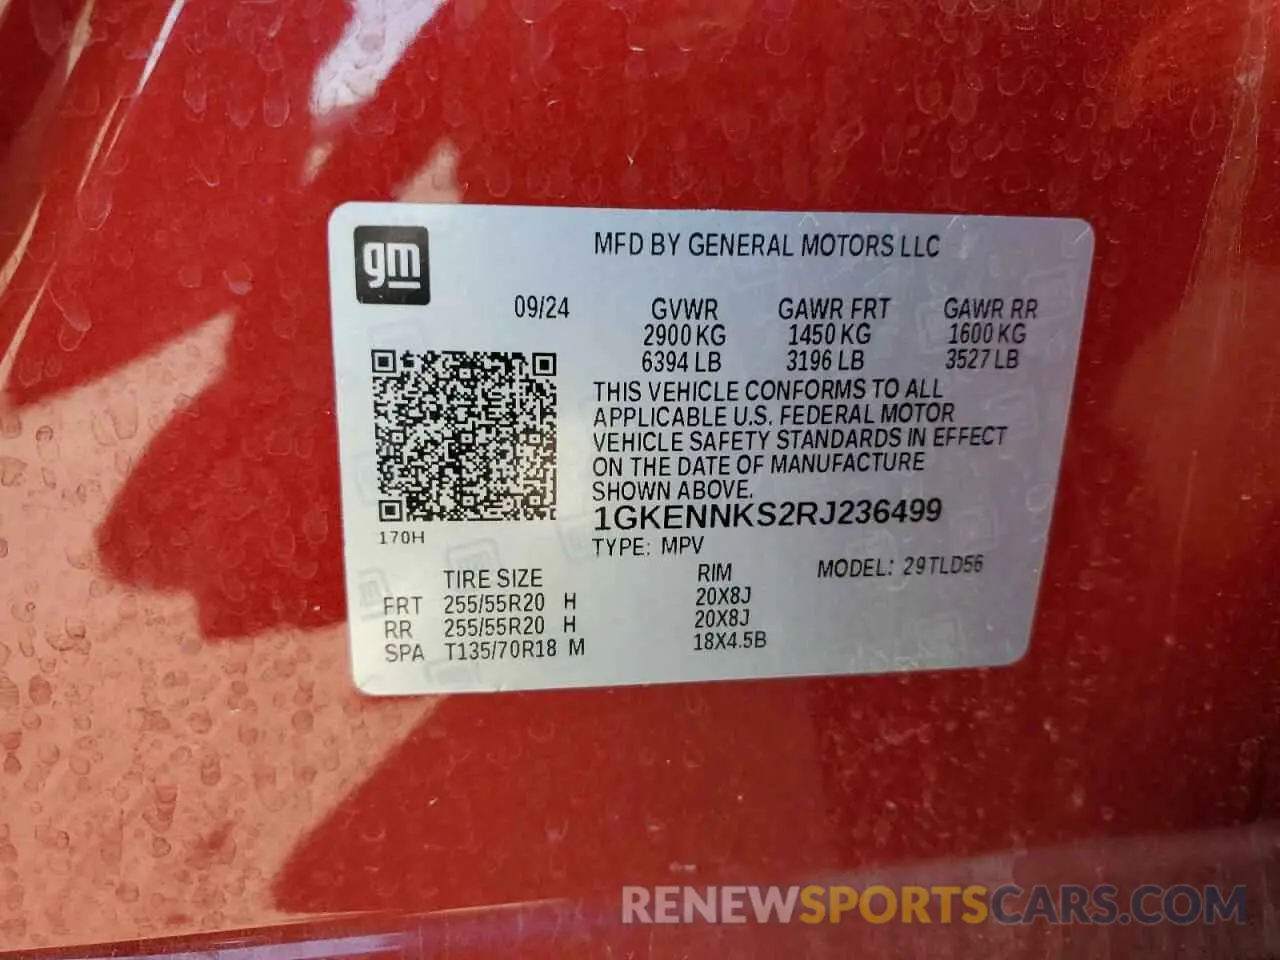 gm
MFD BY GENERAL MOTORS LLC
09/24 GVWR GAWR FRT GAWR RR
2900 KG 1450 KG 1600 KG
6394 LB 3196 LB 3527 LB
THIS VEHICLE CONFORMS TO ALL
APPLICABLE U.S. FEDERAL MOTOR
VEHICLE SAFETY STANDARDS IN EFFECT
ON THE DATE OF MANUFACTURE
SHOWN ABOVE.
1GKENNKS2RJ236499
170H
TYPE: MPV
MODEL: 29TLD56
TIRE SIZE RIM
FRT 255/55R20 H 20X8J
RR 255/55R20 H 20X8J
SPA T135/70R18 M 18X4.5B
RENEWSPORTSCARS.COM